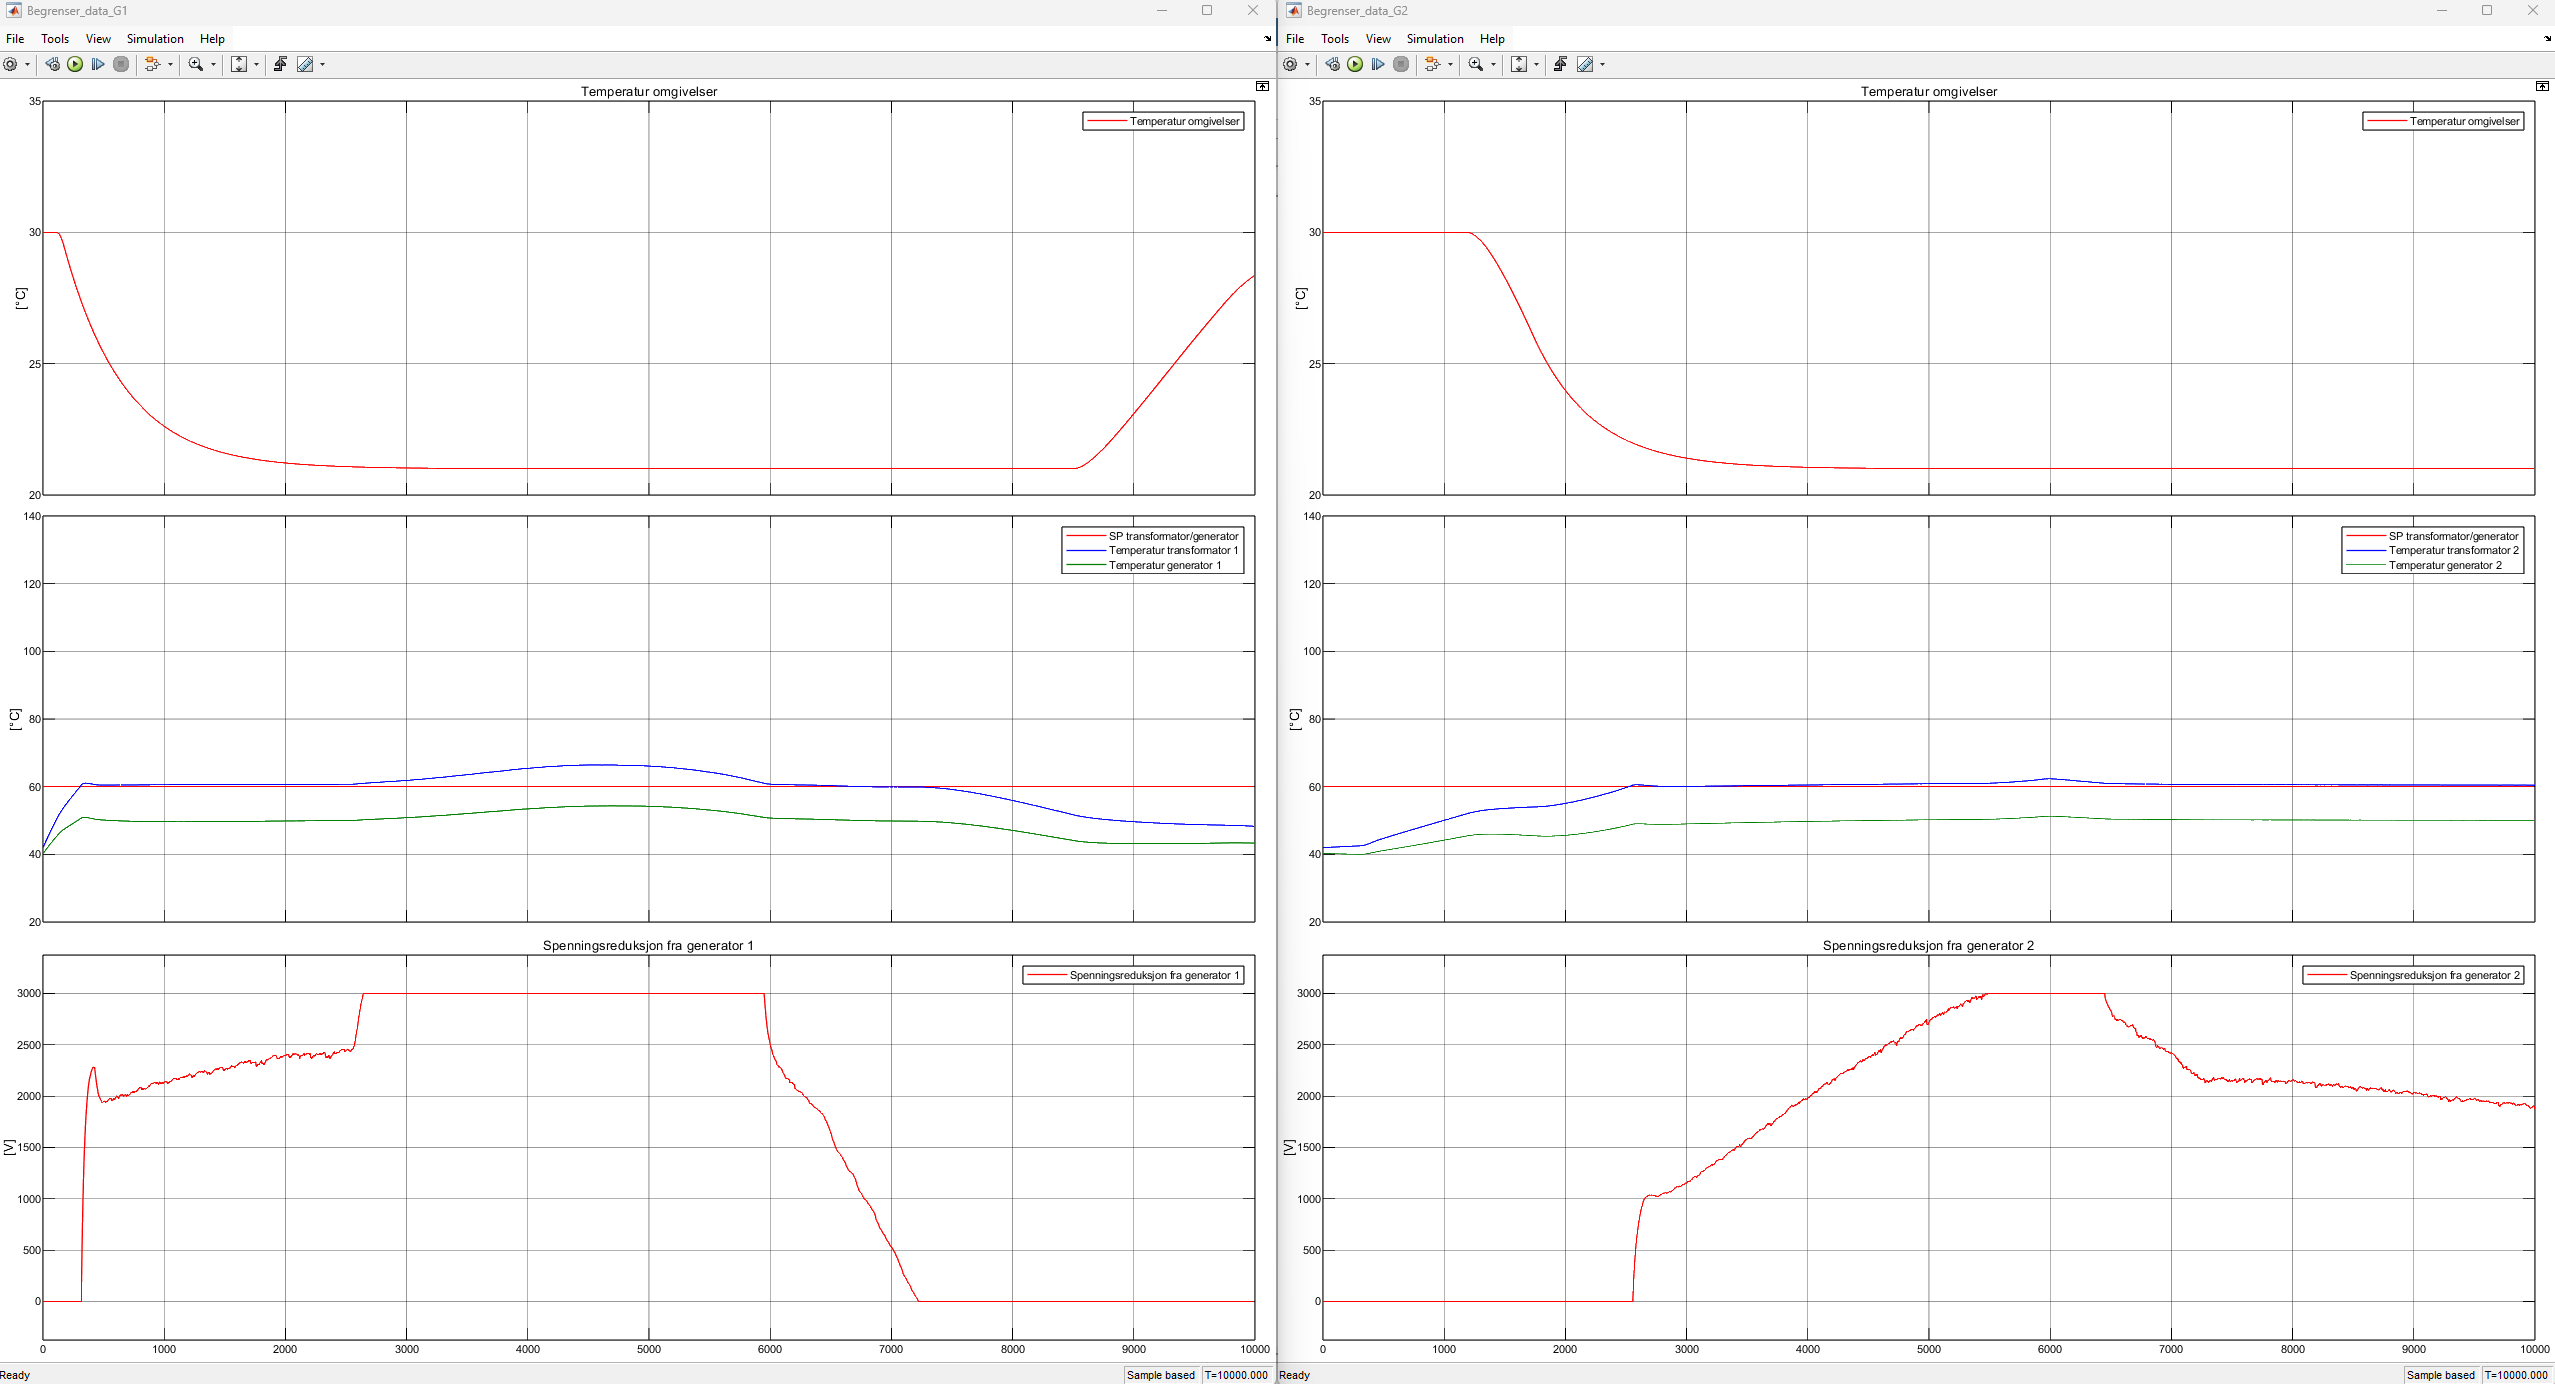 Begrenser_data_G1
File Tools View Simulation Help
Temperatur omgivelser
Temperatur omgivelser
35
30
25
20
[°C]
SP transformator/generator
Temperatur transformator 1
Temperatur generator 1
140
120
100
80
60
40
20
[°C]
Spenningsreduksjon fra generator 1
Spenningsreduksjon fra generator 1
3000
2500
2000
1500
1000
500
0
[V]
0 1000 2000 3000 4000 5000 6000 7000 8000 9000 10000
Ready Sample based T=10000.000
Begrenser_data_G2
File Tools View Simulation Help
Temperatur omgivelser
Temperatur omgivelser
35
30
25
20
[°C]
SP transformator/generator
Temperatur transformator 2
Temperatur generator 2
140
120
100
80
60
40
20
[°C]
Spenningsreduksjon fra generator 2
Spenningsreduksjon fra generator 2
3000
2500
2000
1500
1000
500
0
[V]
0 1000 2000 3000 4000 5000 6000 7000 8000 9000 10000
Ready Sample based T=10000.000